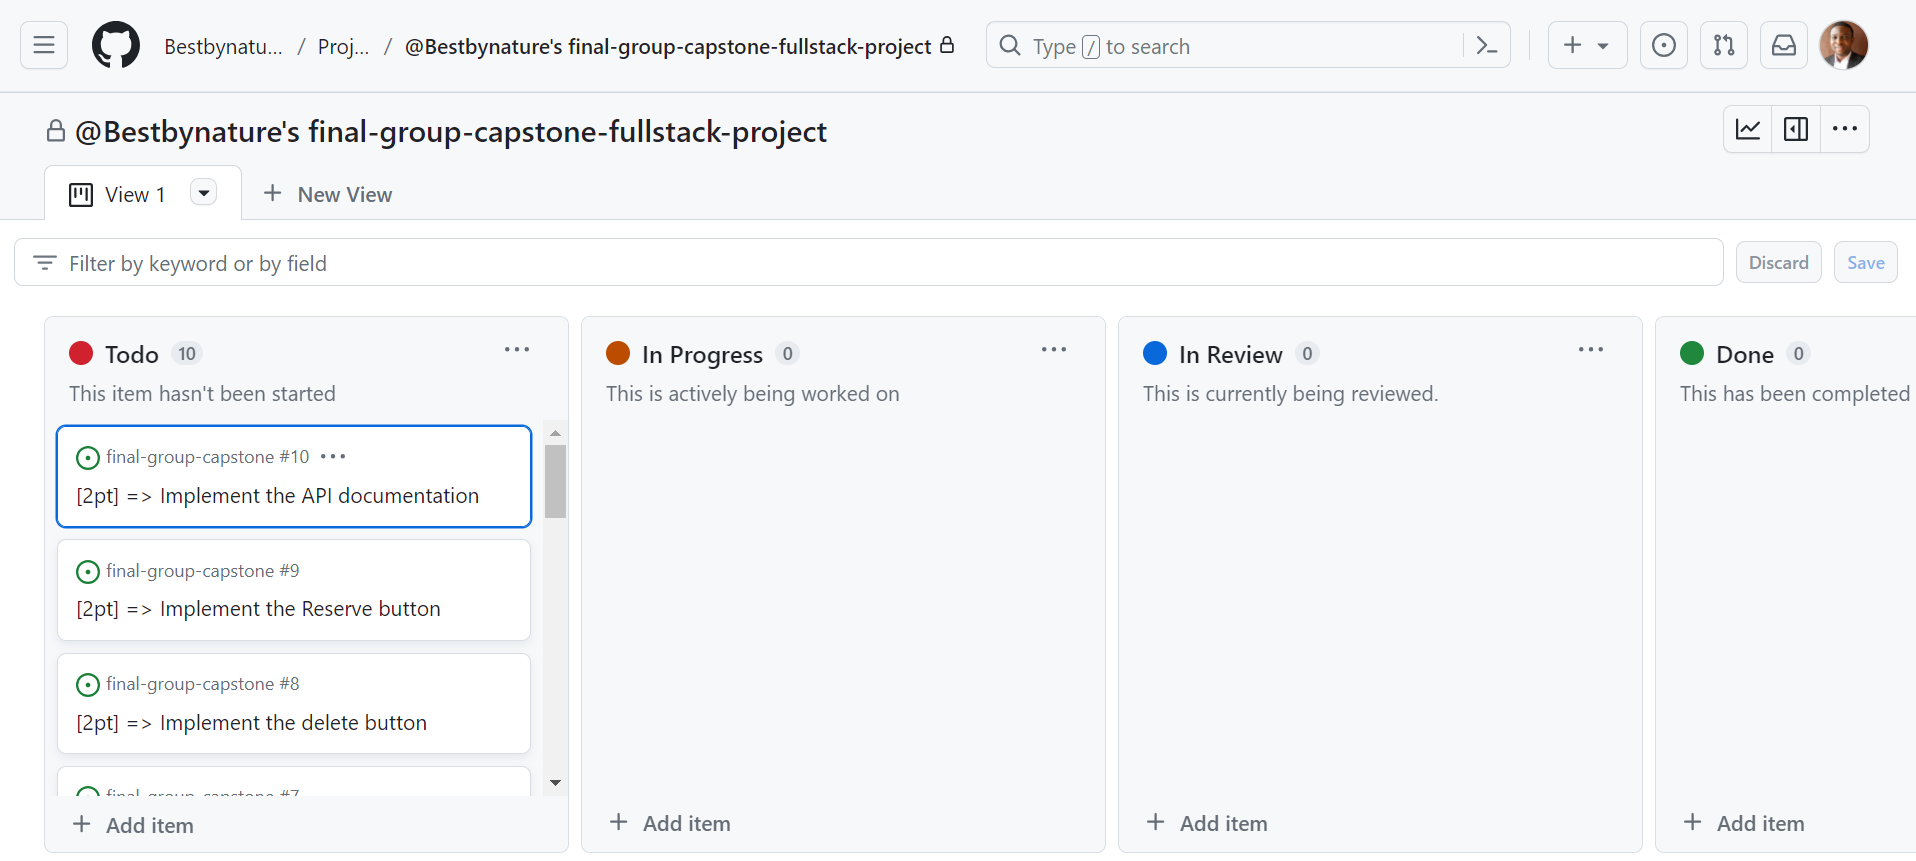 Bestbynatu... / Proj... / @Bestbynature's final-group-capstone-fullstack-project
Type / to search
@Bestbynature's final-group-capstone-fullstack-project
View 1
New View
Filter by keyword or by field
Discard
Save
Todo 10
This item hasn't been started
final-group-capstone #10
[2pt] => Implement the API documentation
final-group-capstone #9
[2pt] => Implement the Reserve button
final-group-capstone #8
[2pt] => Implement the delete button
final-group-capstone #7
Add item
In Progress 0
This is actively being worked on
Add item
In Review 0
This is currently being reviewed.
Add item
Done 0
This has been completed
Add item